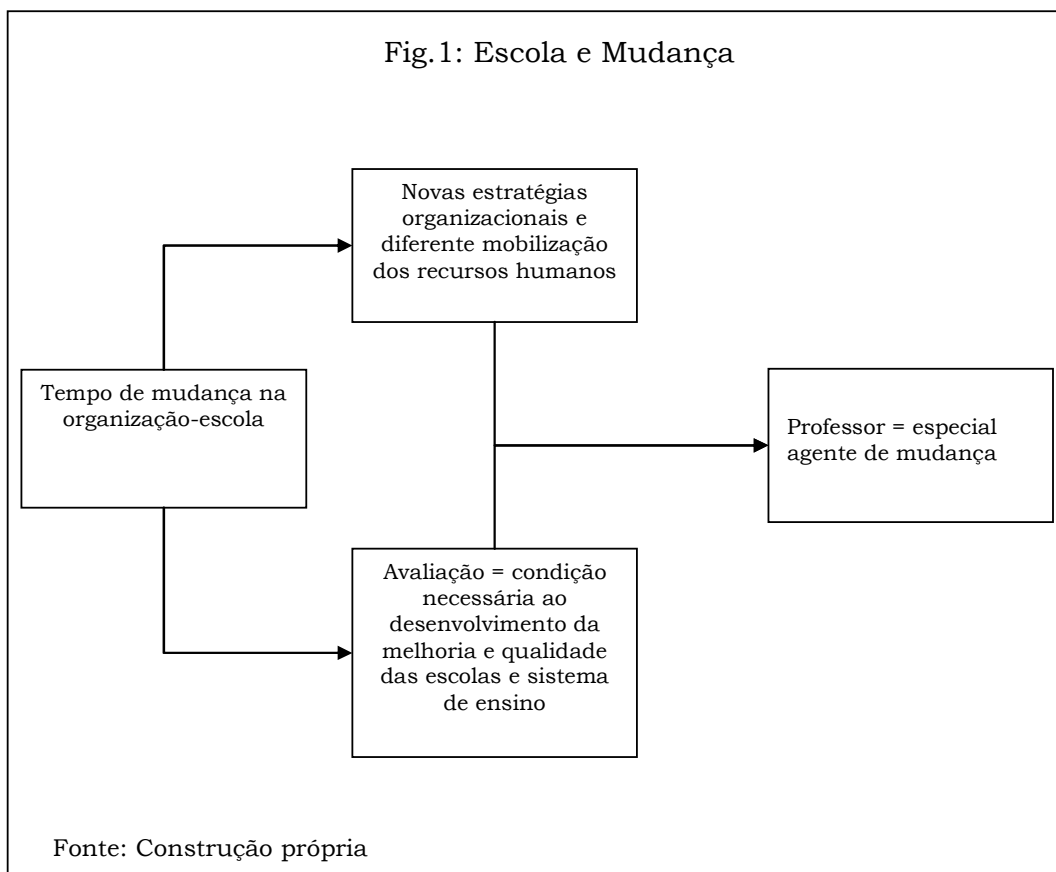 Fig.1: Escola e Mudança
Novas estratégias
organizacionais e
diferente mobilização
dos recursos humanos
Tempo de mudança na
organização-escola
Professor = especial
agente de mudança
Avaliação = condição
necessária ao
desenvolvimento da
melhoria e qualidade
das escolas e sistema
de ensino
Fonte: Construção própria